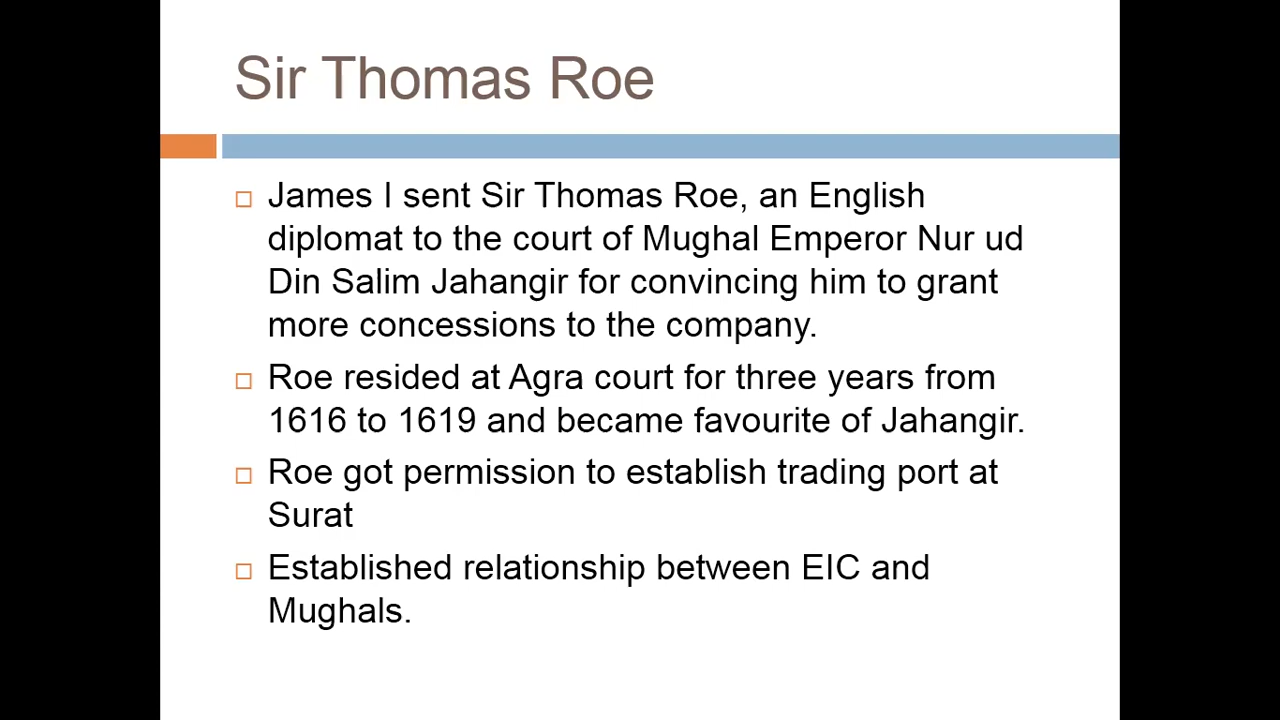 Sir Thomas Roe
James I sent Sir Thomas Roe, an English
diplomat to the court of Mughal Emperor Nur ud
Din Salim Jahangir for convincing him to grant
more concessions to the company.
Roe resided at Agra court for three years from
1616 to 1619 and became favourite of Jahangir.
Roe got permission to establish trading port at
Surat
Established relationship between EIC and
Mughals.